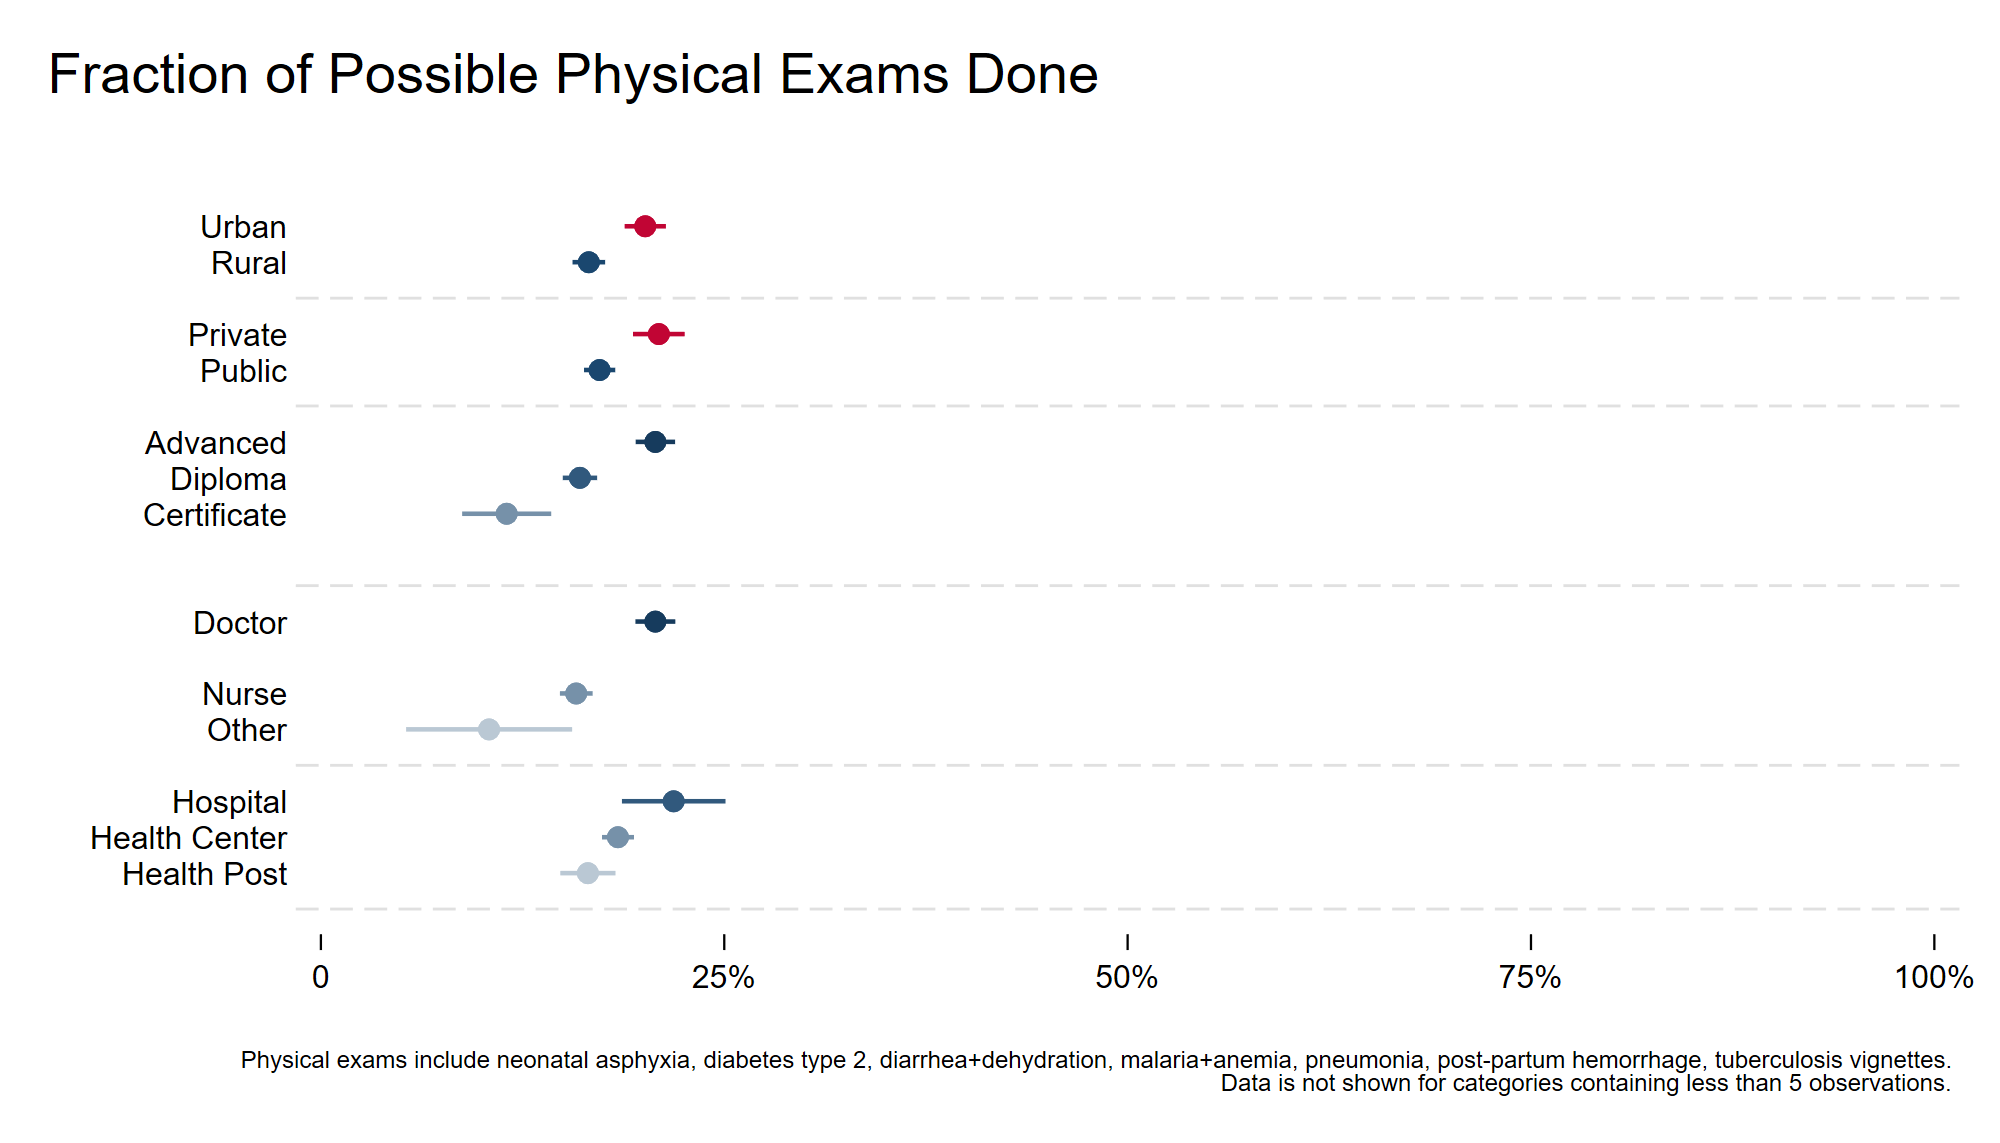 Fraction of Possible Physical Exams Done
Urban
Rural
Private
Public
Advanced
Diploma
Certificate
Doctor
Nurse
Other
Hospital
Health Center
Health Post
0 25% 50% 75% 100%
Physical exams include neonatal asphyxia, diabetes type 2, diarrhea+dehydration, malaria+anemia, pneumonia, post-partum hemorrhage, tuberculosis vignettes.
Data is not shown for categories containing less than 5 observations.